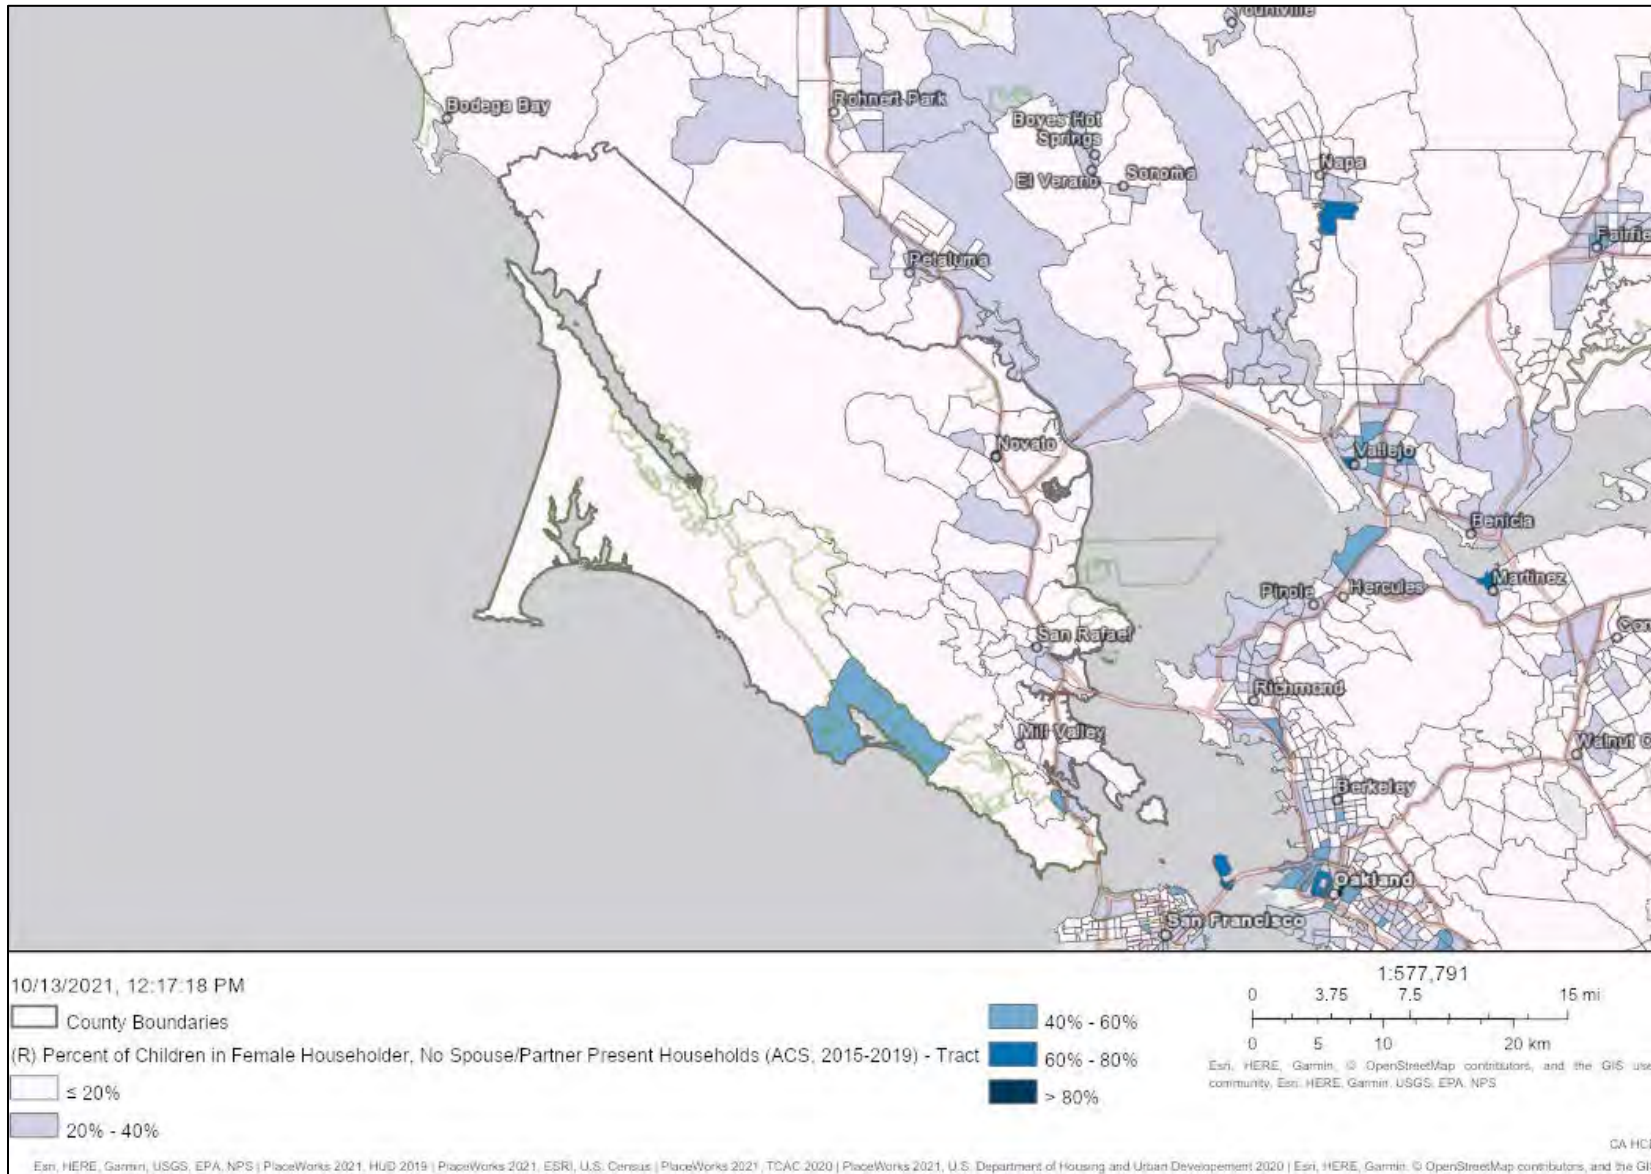 Bodega Bay
Rohnert Park
Boyes Hot
Springs
El Verano
Sonoma
Napa
Petaluma
Novato
Vallejo
Benicia
Pinole
Hercules
Martinez
San Rafael
Richmond
Mill Valley
Walnut C
Berkeley
Oakland
San Francisco
10/13/2021, 12:17:18 PM
County Boundaries
(R) Percent of Children in Female Householder, No Spouse/Partner Present Households (ACS, 2015-2019) - Tract
≤ 20%
20% - 40%
40% - 60%
60% - 80%
> 80%
1:577,791
0 3.75 7.5 15 mi
0 5 10 20 km
Esri, HERE, Garmin, © OpenStreetMap contributors, and the GIS use
community, Esri, HERE, Garmin, USGS, EPA, NPS
CA HC
Esri, HERE, Garmin, USGS, EPA, NPS | PlaceWorks 2021, HUD 2019 | PlaceWorks 2021, ESRI, U.S. Census | PlaceWorks 2021, TCAC 2020 | PlaceWorks 2021, U.S. Department of Housing and Urban Developement 2020 | Esri, HERE, Garmin, © OpenStreetMap contributors, and the GI